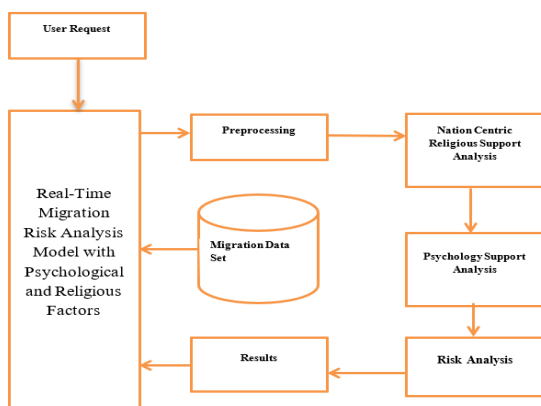 User Request
Real-Time
Migration
Risk Analysis
Model with
Psychological
and Religious
Factors
Preprocessing
Nation Centric
Religious Support
Analysis
Migration Data
Set
Psychology Support
Analysis
Results
Risk Analysis